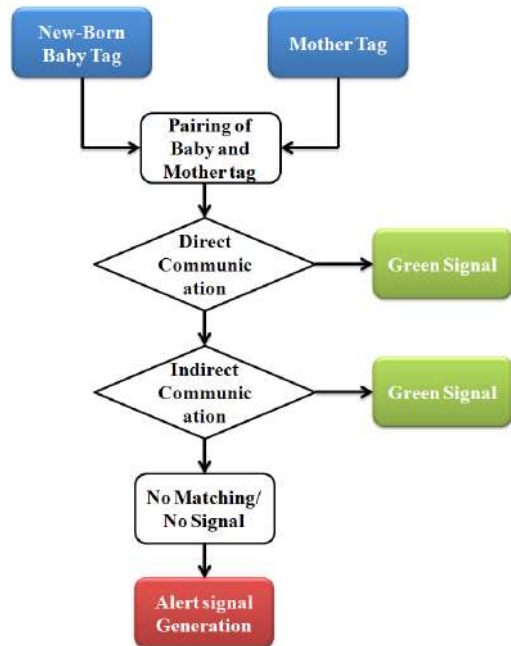 New-Born
Baby Tag
Mother Tag
Pairing of
Baby and
Mother tag
Direct
Communic
ation
Green Signal
Indirect
Communic
ation
Green Signal
No Matching/
No Signal
Alert signal
Generation